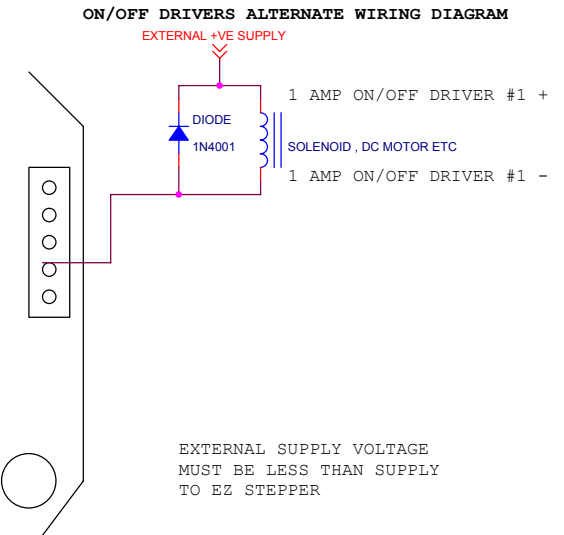 ON/OFF DRIVERS ALTERNATE WIRING DIAGRAM
EXTERNAL +VE SUPPLY
1 AMP ON/OFF DRIVER #1 +
DIODE
1N4001
SOLENOID , DC MOTOR ETC
1 AMP ON/OFF DRIVER #1 -
EXTERNAL SUPPLY VOLTAGE
MUST BE LESS THAN SUPPLY
TO EZ STEPPER